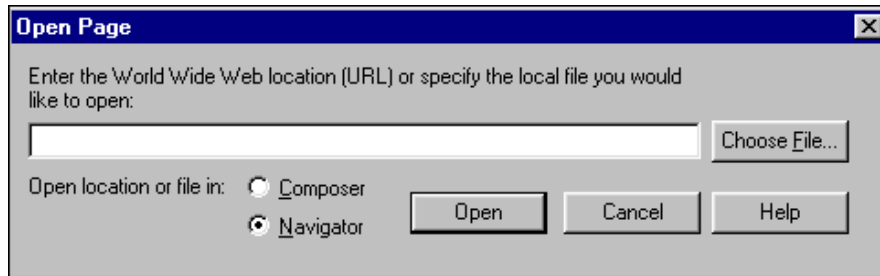 Open Page
Enter the World Wide Web location (URL) or specify the local file you would
like to open:
Choose File...
Open location or file in:
Composer
Navigator
Open
Cancel
Help